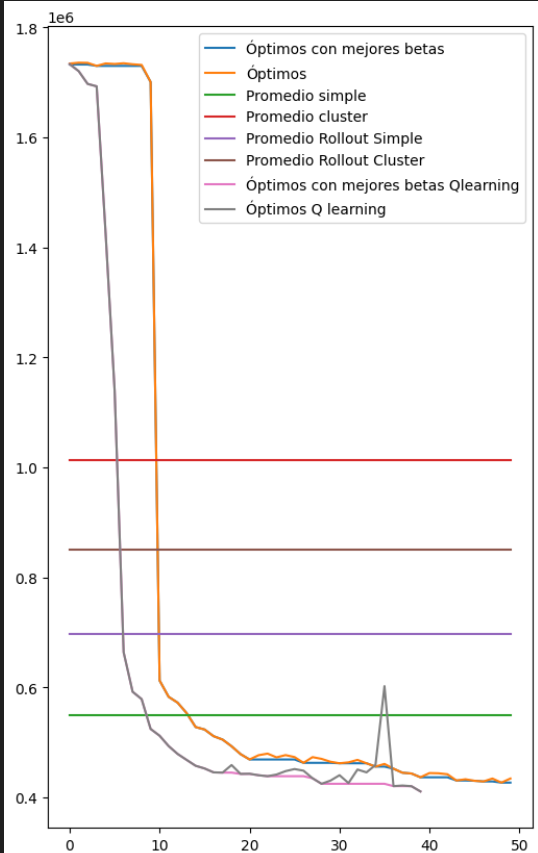 1e6
1.8
Óptimos con mejores betas
Óptimos
Promedio simple
Promedio cluster
Promedio Rollout Simple
Promedio Rollout Cluster
Óptimos con mejores betas Qlearning
Óptimos Q learning
1.6
1.4
1.2
1.0
0.8
0.6
0.4
0 10 20 30 40 50